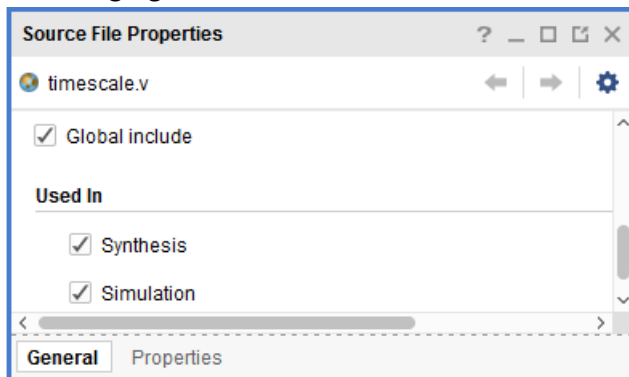 Source File Properties
timescale.v
Global include
Used In
Synthesis
Simulation
General Properties